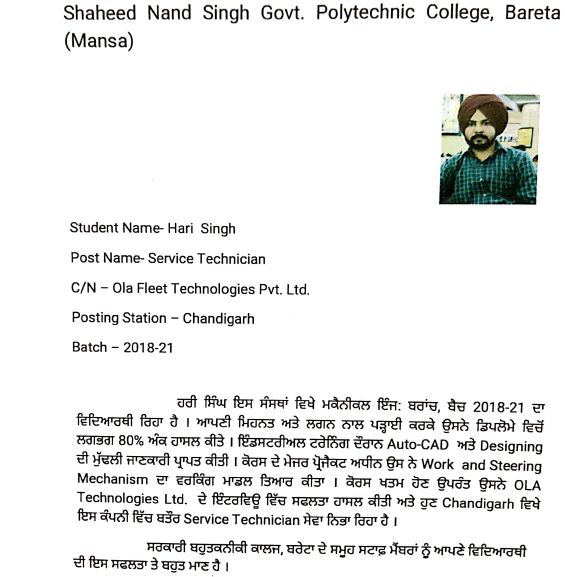 Shaheed Nand Singh Govt. Polytechnic College, Bareta
(Mansa)
Student Name- Hari Singh
Post Name- Service Technician
C/N – Ola Fleet Technologies Pvt. Ltd.
Posting Station – Chandigarh
Batch – 2018-21
ਹਰੀ ਸਿੰਘ ਇਸ ਸੰਸਥਾਂ ਵਿਖੇ ਮਕੈਨੀਕਲ ਇੰਜ: ਬਰਾਂਚ, ਬੈਚ 2018-21 ਦਾ
ਵਿਦਿਆਰਥੀ ਰਿਹਾ ਹੈ । ਆਪਣੀ ਮਿਹਨਤ ਅਤੇ ਲਗਨ ਨਾਲ ਪੜ੍ਹਾਈ ਕਰਕੇ ਉਸਨੇ ਡਿਪਲੋਮੇ ਵਿਚੋਂ
ਲਗਭਗ 80% ਅੰਕ ਹਾਸਲ ਕੀਤੇ । ਇੰਡਸਟਰੀਅਲ ਟਰੇਨਿੰਗ ਦੌਰਾਨ Auto-CAD ਅਤੇ Designing
ਦੀ ਮੁੱਢਲੀ ਜਾਣਕਾਰੀ ਪ੍ਰਾਪਤ ਕੀਤੀ । ਕੋਰਸ ਦੇ ਮੇਜਰ ਪ੍ਰੋਜੈਕਟ ਅਧੀਨ ਉਸ ਨੇ Work and Steering
Mechanism ਦਾ ਵਰਕਿੰਗ ਮਾਡਲ ਤਿਆਰ ਕੀਤਾ । ਕੋਰਸ ਖਤਮ ਹੋਣ ਉਪਰੰਤ ਉਸਨੇ OLA
Technologies Ltd. ਦੇ ਇੰਟਰਵਿਊ ਵਿੱਚ ਸਫਲਤਾ ਹਾਸਲ ਕੀਤੀ ਅਤੇ ਹੁਣ Chandigarh ਵਿਖੇ
ਇਸ ਕੰਪਨੀ ਵਿੱਚ ਬਤੌਰ Service Technician ਸੇਵਾ ਨਿਭਾ ਰਿਹਾ ਹੈ ।
ਸਰਕਾਰੀ ਬਹੁਤਕਨੀਕੀ ਕਾਲਜ, ਬਰੇਟਾ ਦੇ ਸਮੂਹ ਸਟਾਫ਼ ਮੈਂਬਰਾਂ ਨੂੰ ਆਪਣੇ ਵਿਦਿਆਰਥੀ
ਦੀ ਇਸ ਸਫਲਤਾ ਤੇ ਬਹੁਤ ਮਾਣ ਹੈ ।